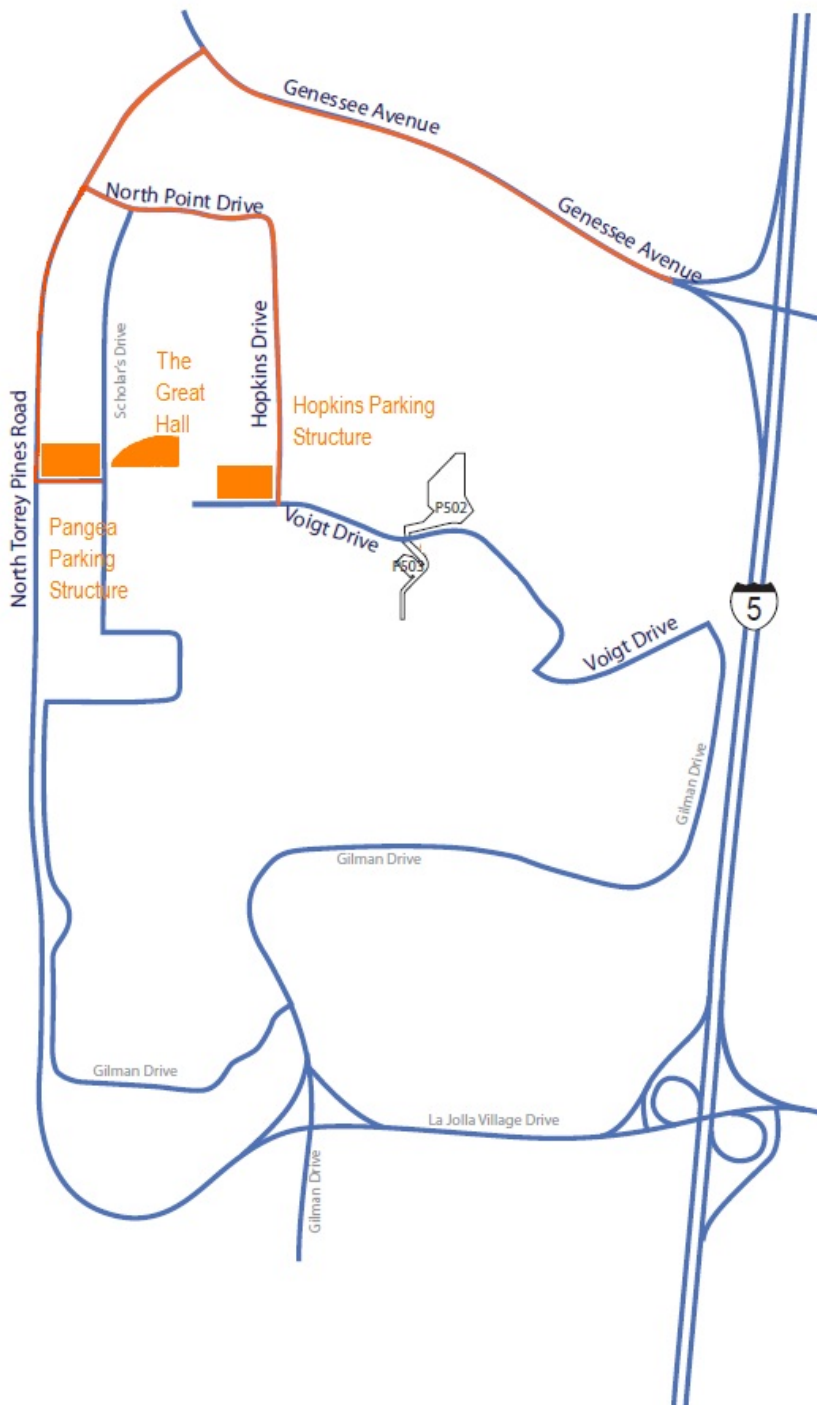 Genessee Avenue
North Point Drive
Genessee Avenue
Scholar's Drive
The
Great
Hall
Hopkins Drive
Hopkins Parking
Structure
North Torrey Pines Road
Pangea
Parking
Structure
P502
Voigt Drive
P503
5
Voigt Drive
Gilman Drive
Gilman Drive
Gilman Drive
La Jolla Village Drive
Gilman Drive